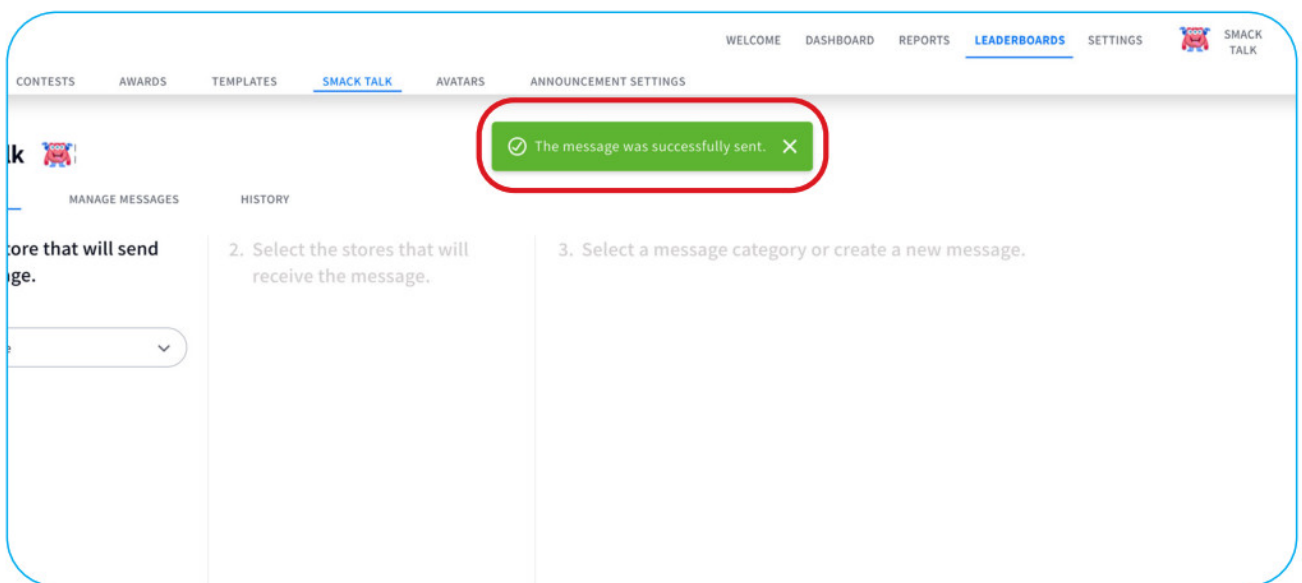 WELCOME DASHBOARD REPORTS LEADERBOARDS SETTINGS SMACK
TALK
CONTESTS AWARDS TEMPLATES SMACK TALK AVATARS ANNOUNCEMENT SETTINGS
The message was successfully sent.
lk
MANAGE MESSAGES HISTORY
tore that will send
2. Select the stores that will
3. Select a message category or create a new message.
ge.
receive the message.